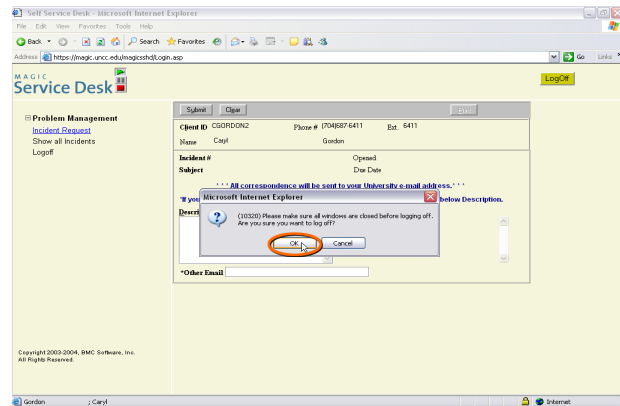 Self Service Desk - Microsoft Internet Explorer
File Edit View Favorites Tools Help
Back Search Favorites
Address https://magic.uncc.edu/magicsshd/Login.asp Go Links
MAGIC
Service Desk
LogOff
Submit Clear
Problem Management
Incident Request
Show all Incidents
Logoff
Client ID CGORDON2 Phone # (704)687-6411 Ext 6411
Name Caryl Gordon
Incident # Opened
Subject Due Date
* * * All correspondence will be sent to your University e-mail address. * * *
*If you below Description.
Microsoft Internet Explorer
Descri
(10320) Please make sure all windows are closed before logging off.
Are you sure you want to log off?
OK Cancel
*Other Email
Copyright 2003-2004, BMC Software, Inc.
All Rights Reserved.
Gordon ; Caryl Internet